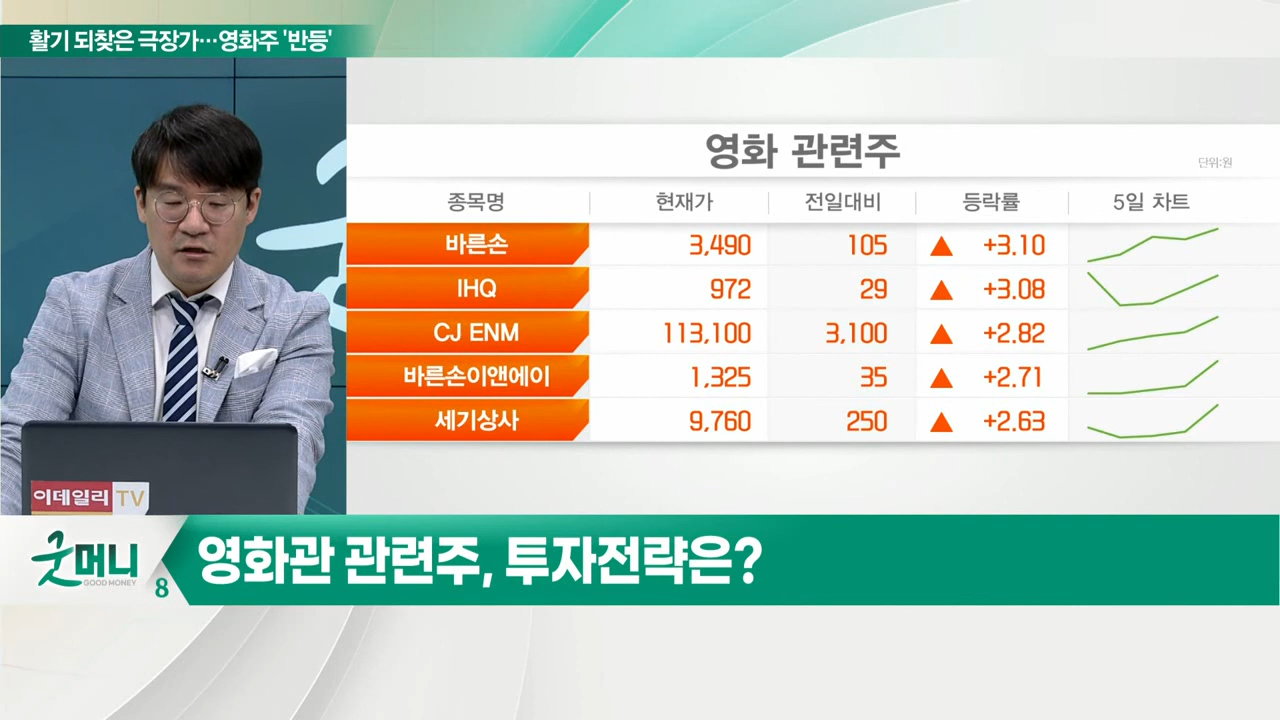 활기 되찾은 극장가…영화주 '반등'
영화 관련주
단위:원
종목명 현재가 전일대비 등락률 5일 차트
바른손 3,490 105 ▲ +3.10
IHQ 972 29 ▲ +3.08
CJ ENM 113,100 3,100 ▲ +2.82
바른손이앤에이 1,325 35 ▲ +2.71
세기상사 9,760 250 ▲ +2.63
이데일리 TV
굿머니
GOOD MONEY
8
영화관 관련주, 투자전략은?